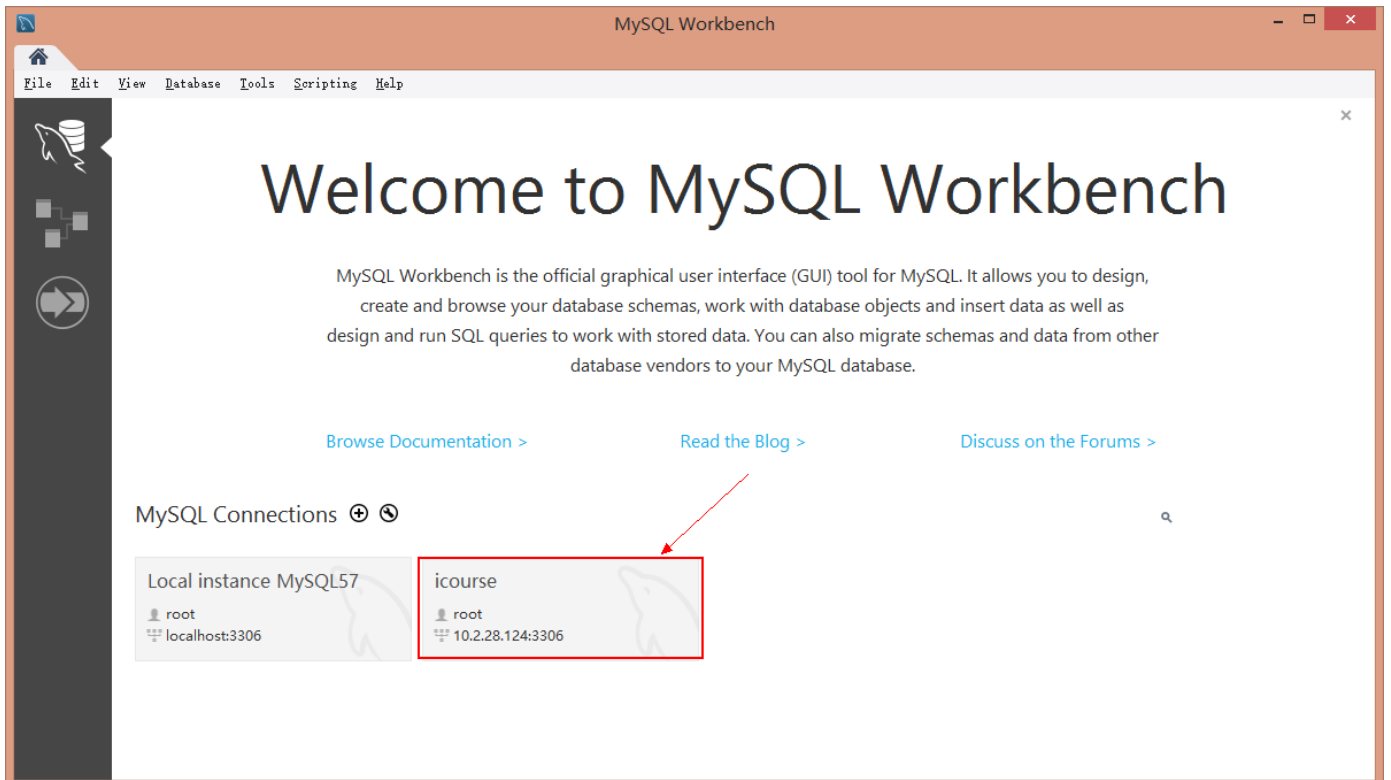 MySQL Workbench
File Edit View Database Tools Scripting Help
Welcome to MySQL Workbench
MySQL Workbench is the official graphical user interface (GUI) tool for MySQL. It allows you to design,
create and browse your database schemas, work with database objects and insert data as well as
design and run SQL queries to work with stored data. You can also migrate schemas and data from other
database vendors to your MySQL database.
Browse Documentation > Read the Blog > Discuss on the Forums >
MySQL Connections
Local instance MySQL57
root
localhost:3306
icourse
root
10.2.28.124:3306